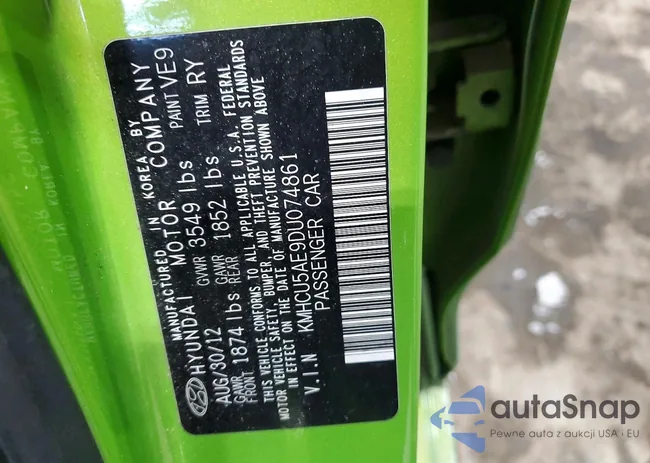 MANUFACTURED IN KOREA BY
HYUNDAI MOTOR COMPANY
AUG/30/12 GVWR 3549 lbs PAINT VE9
GAWR FRONT 1874 lbs GAWR REAR 1852 lbs TRIM RY
THIS VEHICLE CONFORMS TO ALL APPLICABLE U.S.A. FEDERAL
MOTOR VEHICLE SAFETY, BUMPER, AND THEFT PREVENTION STANDARDS
IN EFFECT ON THE DATE OF MANUFACTURE SHOWN ABOVE
V.I.N KMHCU5AE9DU074861
PASSENGER CAR
autaSnap
Pewne auta z aukcji USA i EU